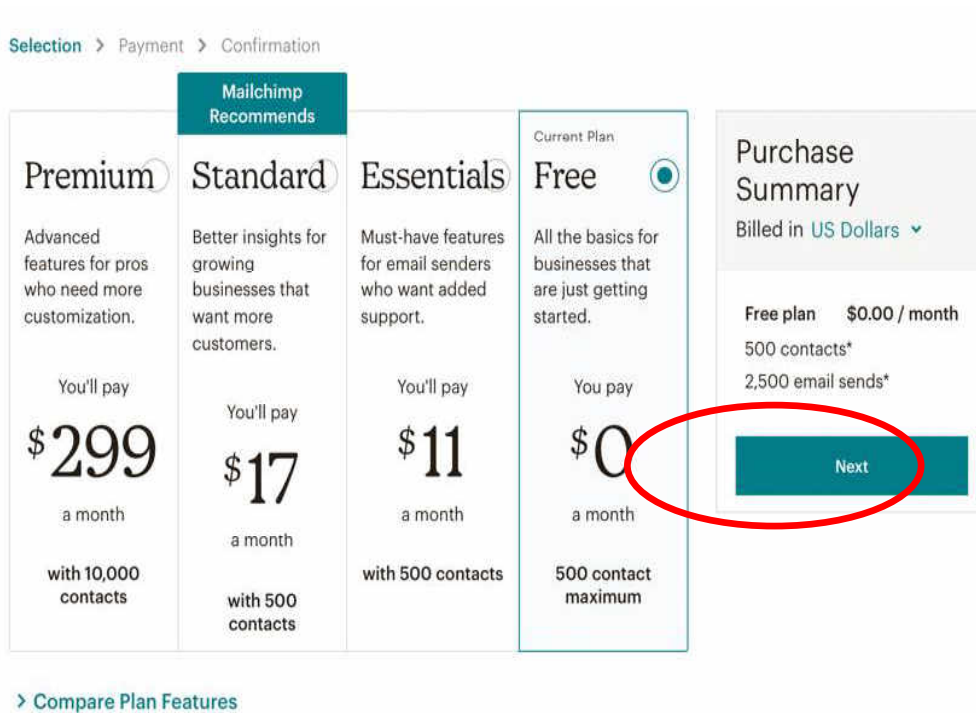 Selection > Payment > Confirmation
Mailchimp
Recommends
Premium
Advanced
features for pros
who need more
customization.
You'll pay
$299
a month
with 10,000
contacts
Standard
Better insights for
growing
businesses that
want more
customers.
You'll pay
$17
a month
with 500
contacts
Essentials
Must-have features
for email senders
who want added
support.
You'll pay
$11
a month
with 500 contacts
Current Plan
Free
All the basics for
businesses that
are just getting
started.
You pay
$0
a month
500 contact
maximum
Purchase
Summary
Billed in US Dollars
Free plan $0.00 / month
500 contacts*
2,500 email sends*
Next
> Compare Plan Features